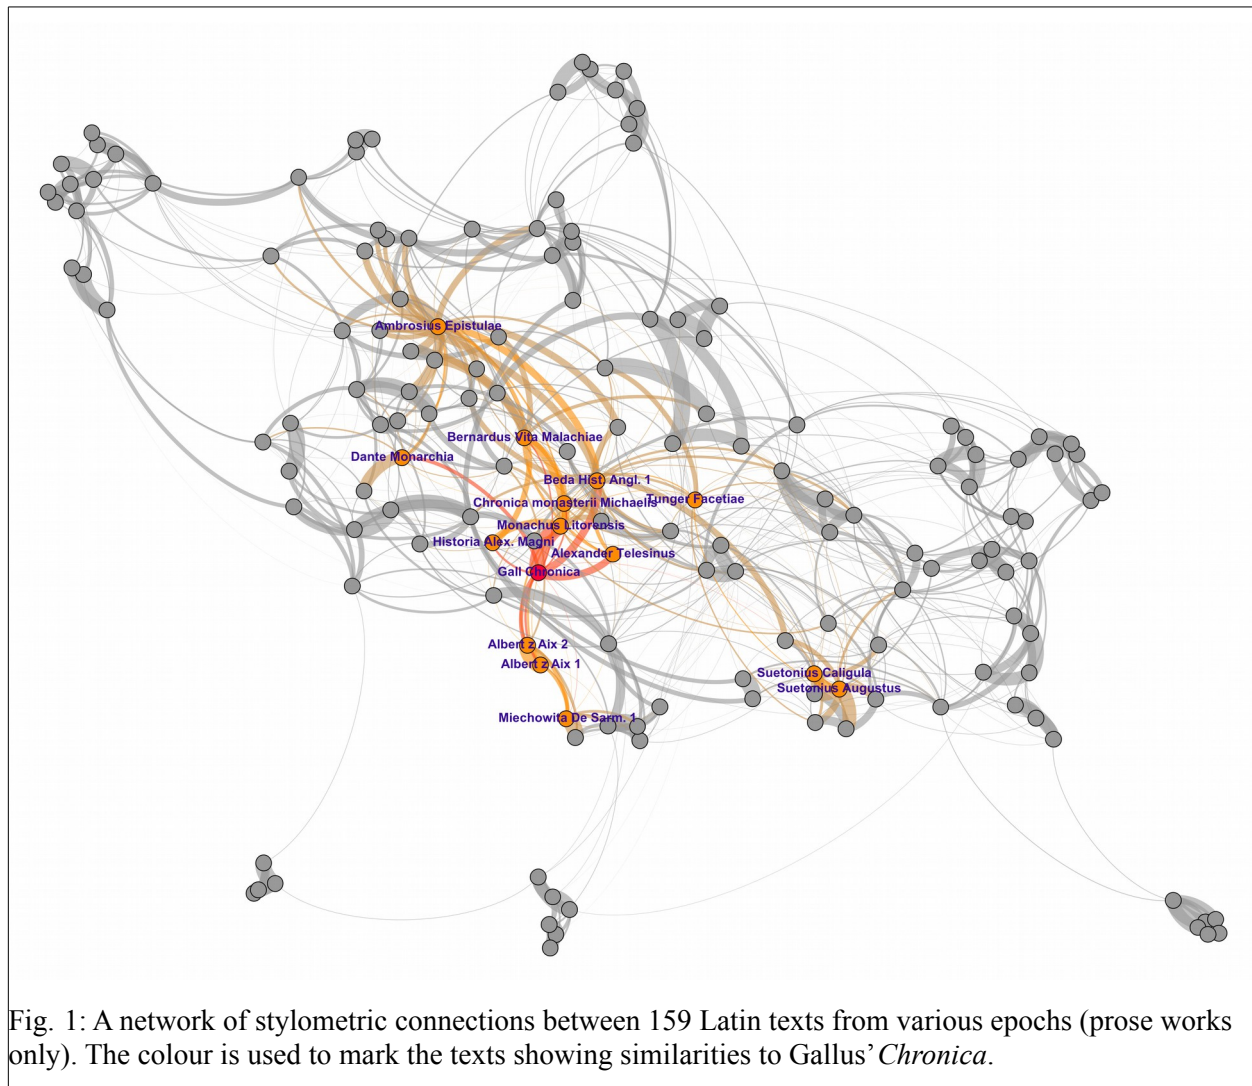 Ambrosius Epistulae
Bernardus Vita Malachiae
Dante Monarchia
Beda Hist. Angl. 1
Chronica monasterii Michaelis
Tunger Facetiae
Monachus Litorensis
Historia Alex. Magni
Alexander Telesinus
Gall Chronica
Albert z Aix 2
Albert z Aix 1
Suetonius Caligula
Suetonius Augustus
Miechowita De Sarm. 1
Fig. 1: A network of stylometric connections between 159 Latin texts from various epochs (prose works
only). The colour is used to mark the texts showing similarities to Gallus’ Chronica.